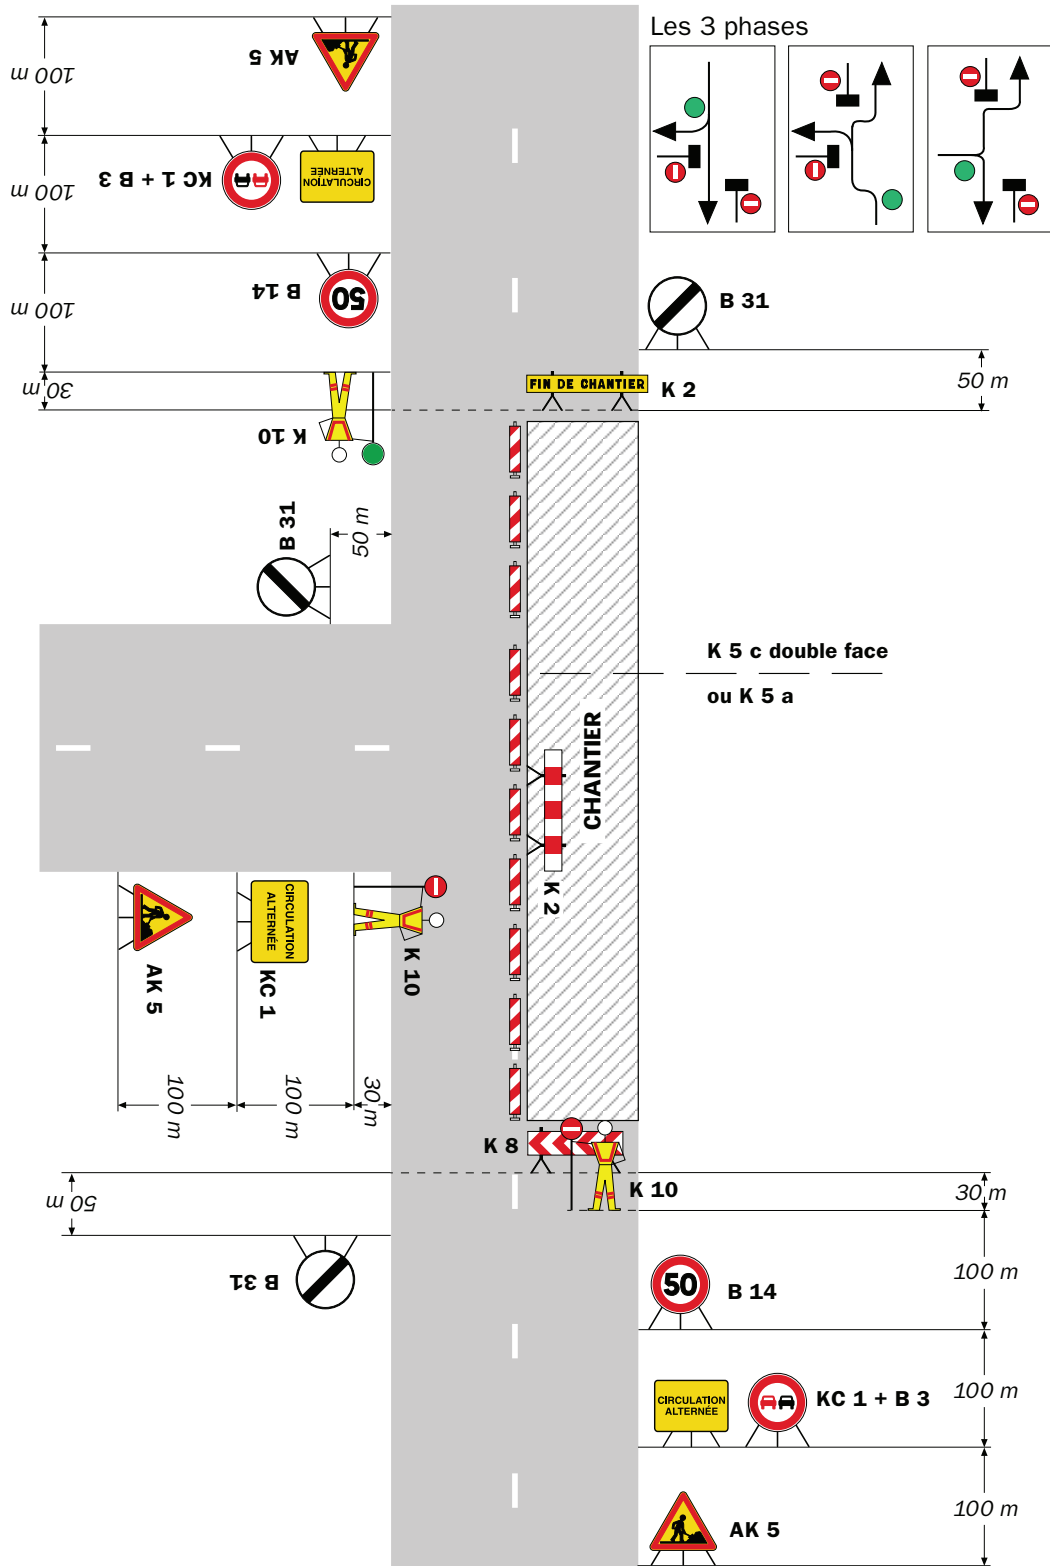 Les 3 phases
AK 5
100 m
KC 1 + B 3
CIRCULATION
ALTERNÉE
100 m
B 14
50
100 m
B 31
50 m
FIN DE CHANTIER
K 2
30 m
K 10
B 31
50 m
K 5 c double face
ou K 5 a
CHANTIER
K 2
AK 5
CIRCULATION
ALTERNÉE
KC 1
K 10
100 m
100 m
30 m
K 8
K 10
30 m
50 m
B 31
50
B 14
100 m
CIRCULATION
ALTERNÉE
KC 1 + B 3
100 m
AK 5
100 m